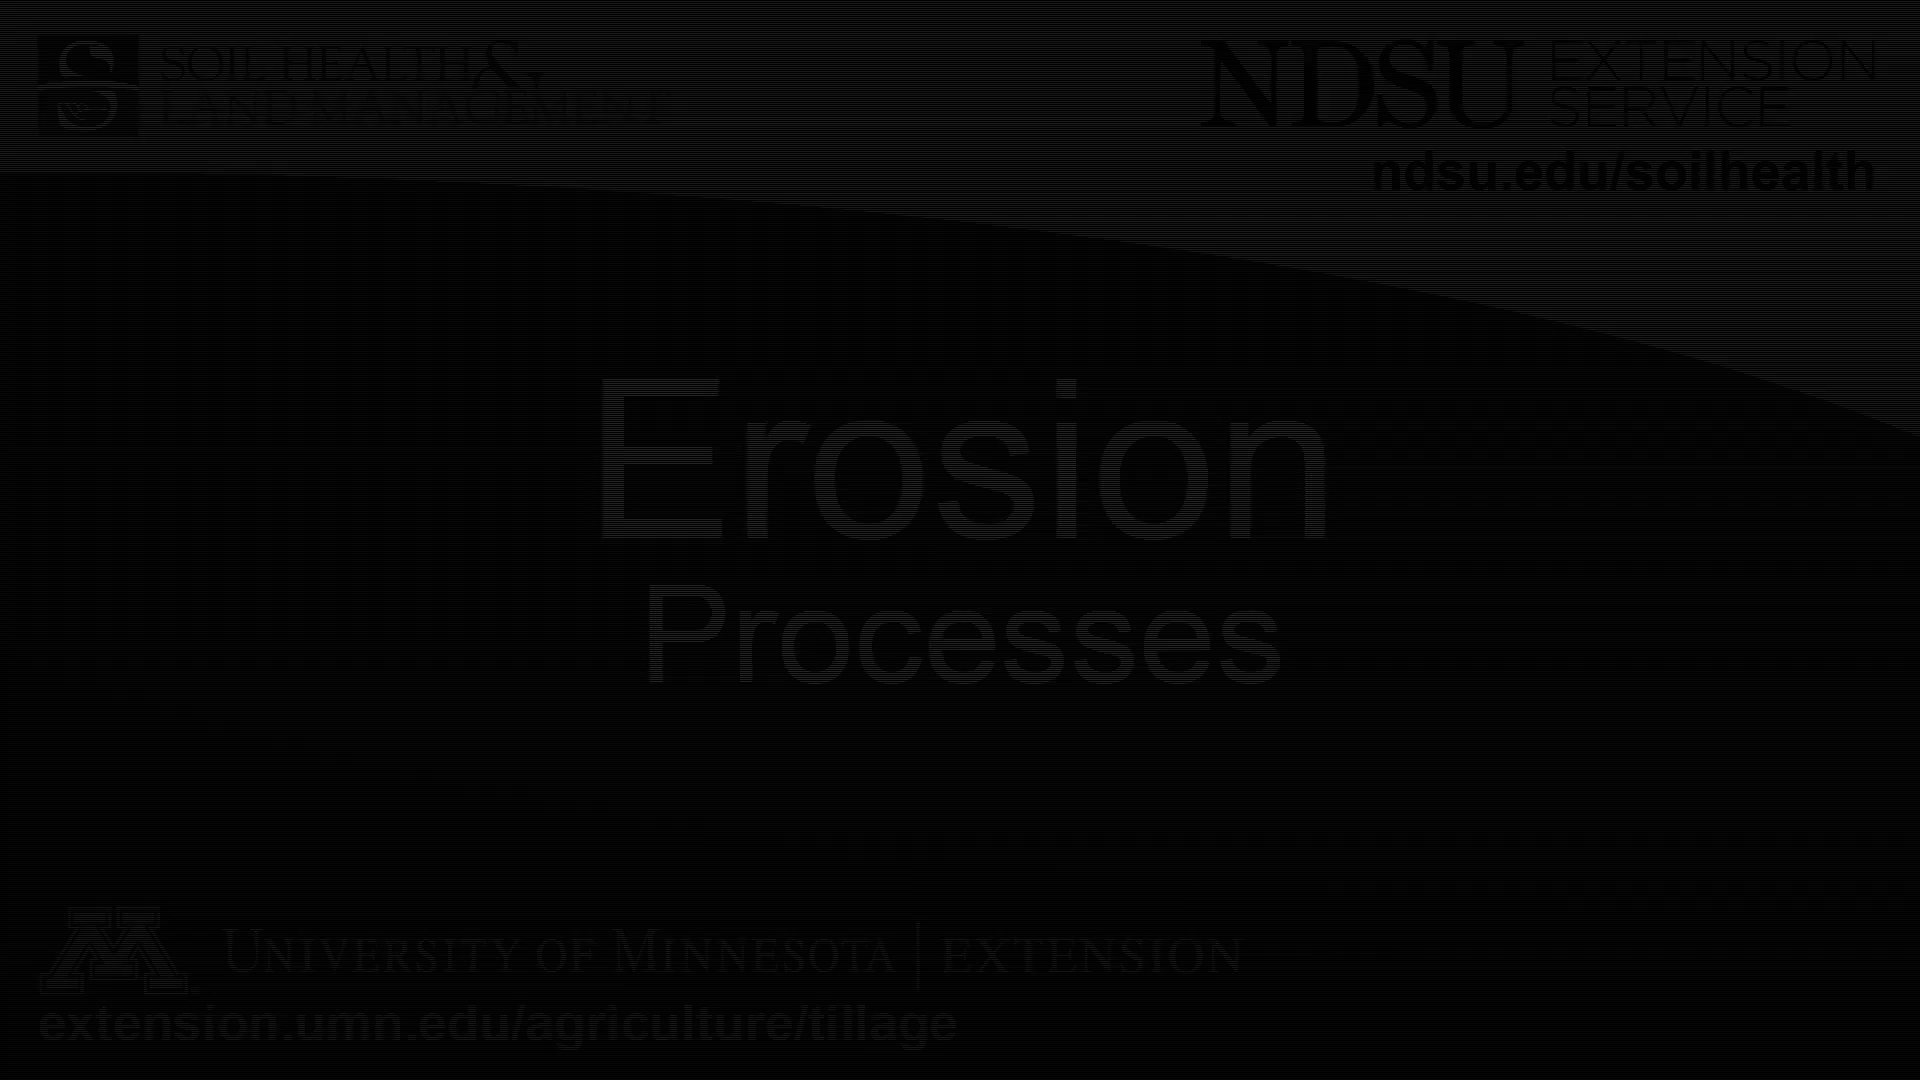 SOIL HEALTH &
LAND MANAGEMENT
NDSU EXTENSION
SERVICE
ndsu.edu/soilhealth
Erosion
Processes
M
UNIVERSITY OF MINNESOTA | EXTENSION
extension.umn.edu/agriculture/tillage